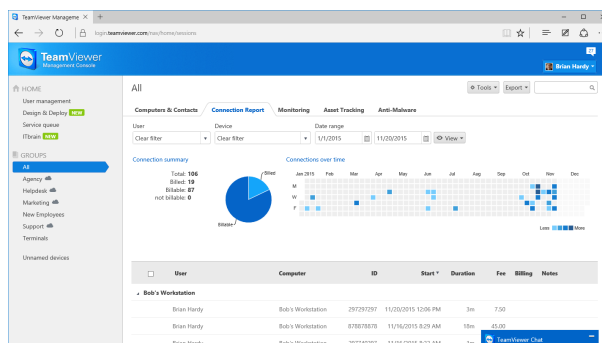 TeamViewer Manageme
login.teamviewer.com/nav/home/sessions
TeamViewer
Management Console
Brian Hardy
HOME
User management
Design & Deploy NEW
Service queue
ITbrain NEW
GROUPS
All
Agency
Helpdesk
Marketing
New Employees
Support
Terminals
Unnamed devices
All
Tools Export
Computers & Contacts Connection Report Monitoring Asset Tracking Anti-Malware
User Device Date range
Clear filter Clear filter 1/1/2015 11/20/2015 View
Connection summary
Total: 106
Billed: 19
Billable: 87
not billable: 0
Billed
Billable
Connections over time
Jan 2015 Feb Mar Apr May Jun Jul Aug Sep Oct Nov Dec
M
W
F
Less More
User Computer ID Start Duration Fee Billing Notes
Bob's Workstation
Brian Hardy Bob's Workstation 297297297 11/20/2015 12:06 PM 3m 7.50
Brian Hardy Bob's Workstation 878878878 11/16/2015 8:29 AM 18m 45.00
Brian Hardy Bob's Workstation
TeamViewer Chat